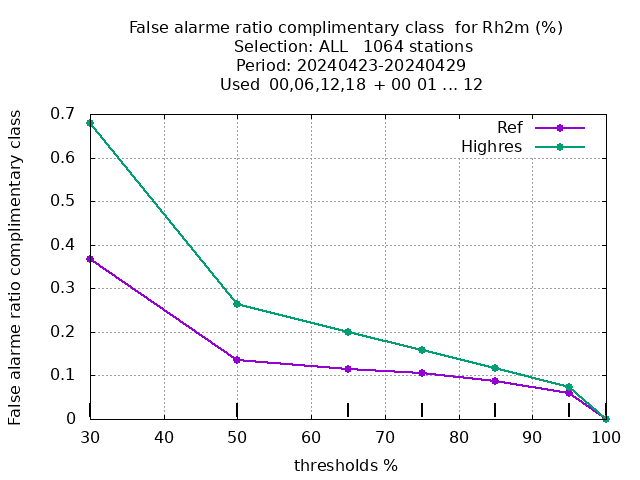 False alarme ratio complimentary class  for Rh2m (%)
Selection: ALL   1064 stations
Period: 20240423-20240429
Used  00,06,12,18  + 00 01 ... 12
Ref
Highres
False alarme ratio complimentary class
0.7
0.6
0.5
0.4
0.3
0.2
0.1
0
30 40 50 60 70 80 90 100
thresholds %